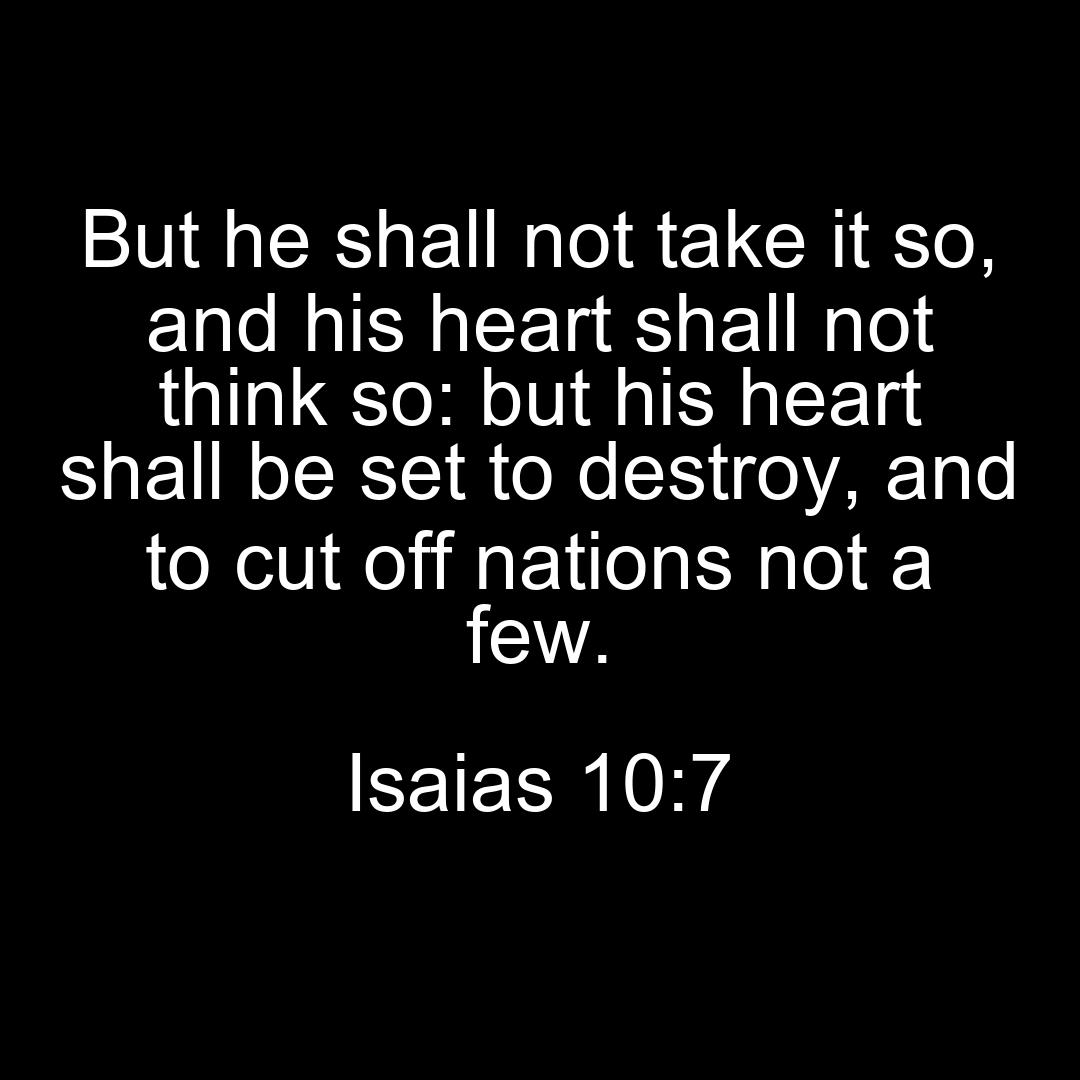 But he shall not take it so,
and his heart shall not
think so: but his heart
shall be set to destroy, and
to cut off nations not a
few.
Isaias 10:7